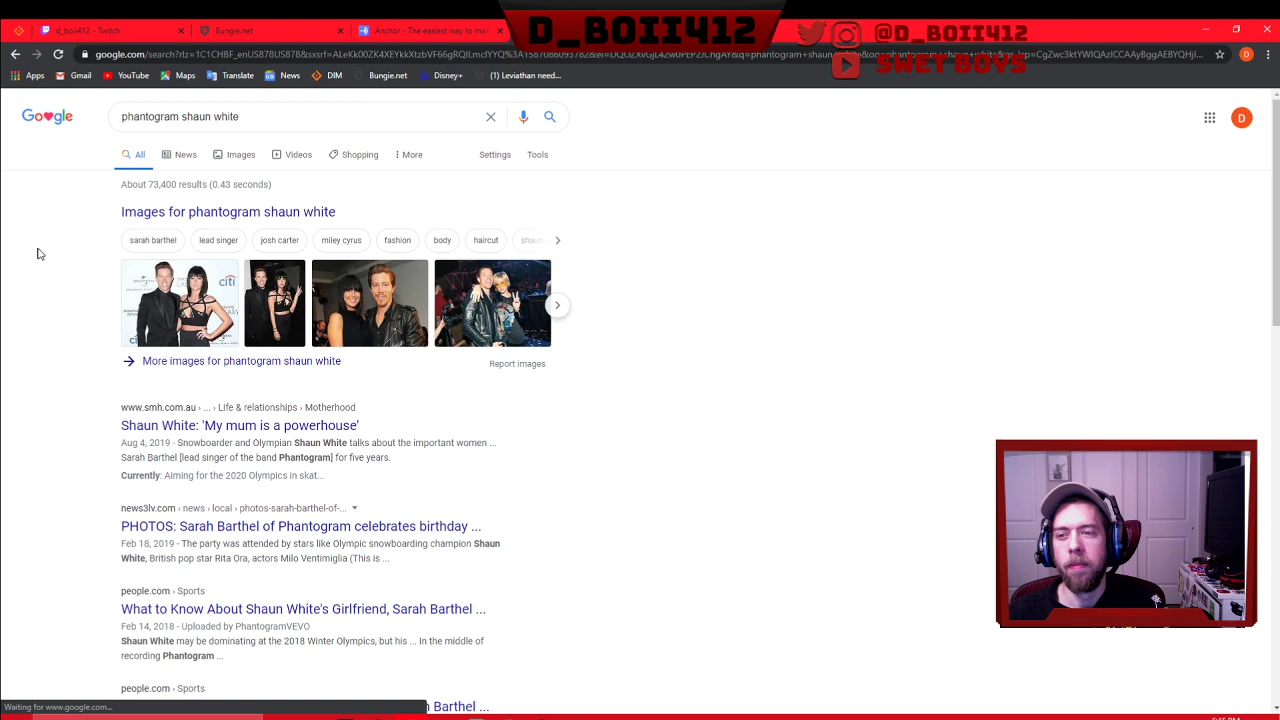 D_BOII412
@D_BOII412
SWET BOYS
d_boii412 - Twitch
Bungie.net
Anchor - The easiest way to ma
Apps
Gmail
YouTube
Maps
Translate
News
DIM
Bungie.net
Disney+
(1) Leviathan need...
Google
phantogram shaun white
D
All
News
Images
Videos
Shopping
More
Settings
Tools
About 73,400 results (0.43 seconds)
Images for phantogram shaun white
sarah barthel
lead singer
josh carter
miley cyrus
fashion
body
haircut
citi
More images for phantogram shaun white
Report images
www.smh.com.au › ... › Life & relationships › Motherhood
Shaun White: 'My mum is a powerhouse'
Aug 4, 2019 - Snowboarder and Olympian Shaun White talks about the important women ...
Sarah Barthel [lead singer of the band Phantogram] for five years.
Currently: Aiming for the 2020 Olympics in skat...
news3lv.com › news › local › photos-sarah-barthel-of-...
PHOTOS: Sarah Barthel of Phantogram celebrates birthday ...
Feb 18, 2019 - The party was attended by stars like Olympic snowboarding champion Shaun
White, British pop star Rita Ora, actors Milo Ventimiglia (This is ...
people.com › Sports
What to Know About Shaun White's Girlfriend, Sarah Barthel ...
Feb 14, 2018 - Uploaded by PhantogramVEVO
Shaun White may be dominating at the 2018 Winter Olympics, but his ... In the middle of
recording Phantogram ...
people.com › Sports
Barthel ...
Waiting for www.google.com...